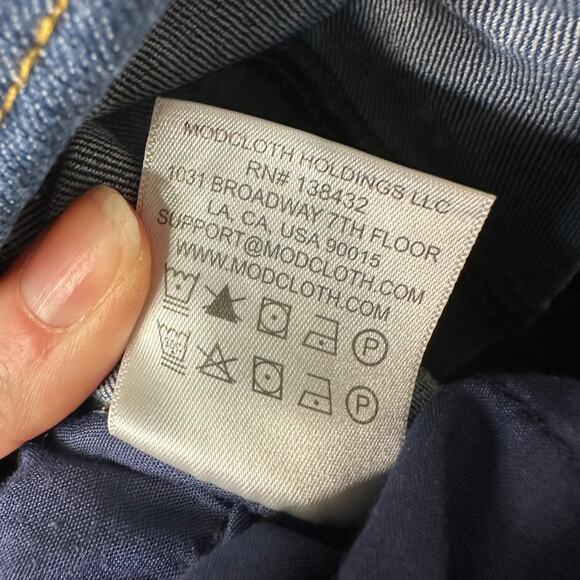 MODCLOTH HOLDINGS LLC
RN# 138432
1031 BROADWAY 7TH FLOOR
LA, CA, USA 90015
SUPPORT@MODCLOTH.COM
WWW.MODCLOTH.COM
P
P